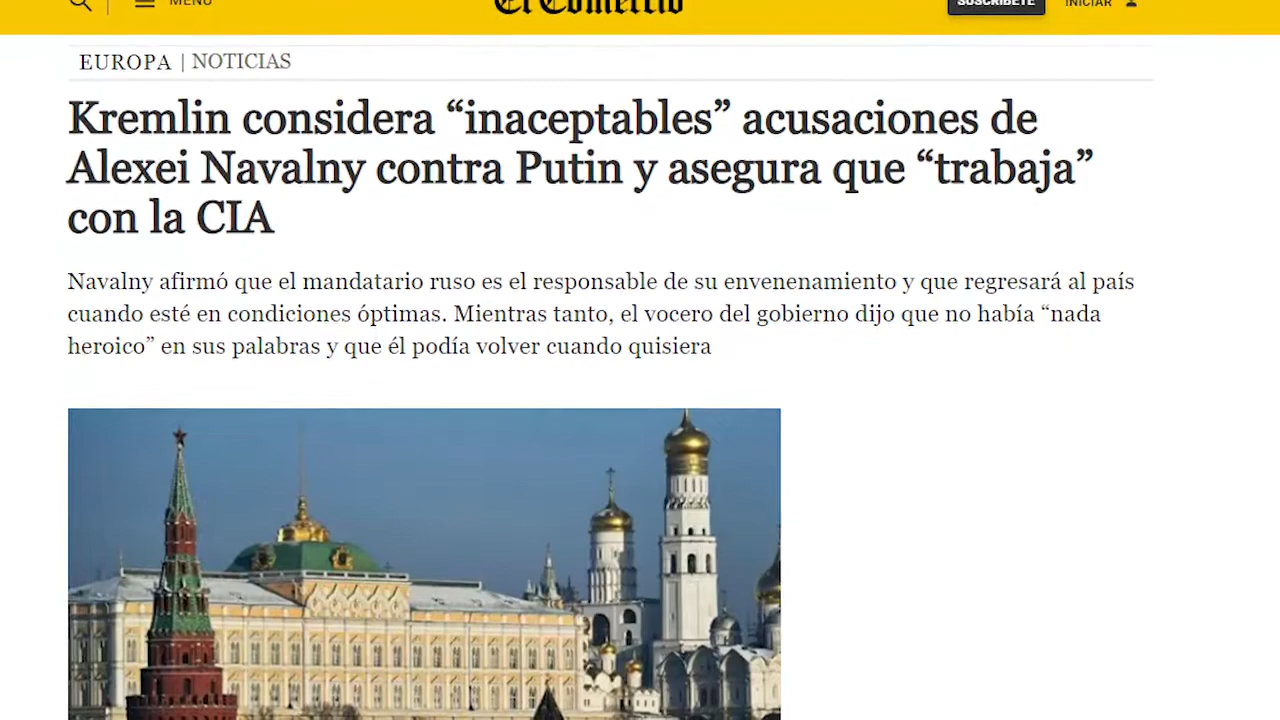 MENÚ
El Comercio
SUSCRÍBETE
INICIAR
EUROPA | NOTICIAS
Kremlin considera “inaceptables” acusaciones de
Alexei Navalny contra Putin y asegura que “trabaja”
con la CIA
Navalny afirmó que el mandatario ruso es el responsable de su envenenamiento y que regresará al país
cuando esté en condiciones óptimas. Mientras tanto, el vocero del gobierno dijo que no había “nada
heroico” en sus palabras y que él podía volver cuando quisiera